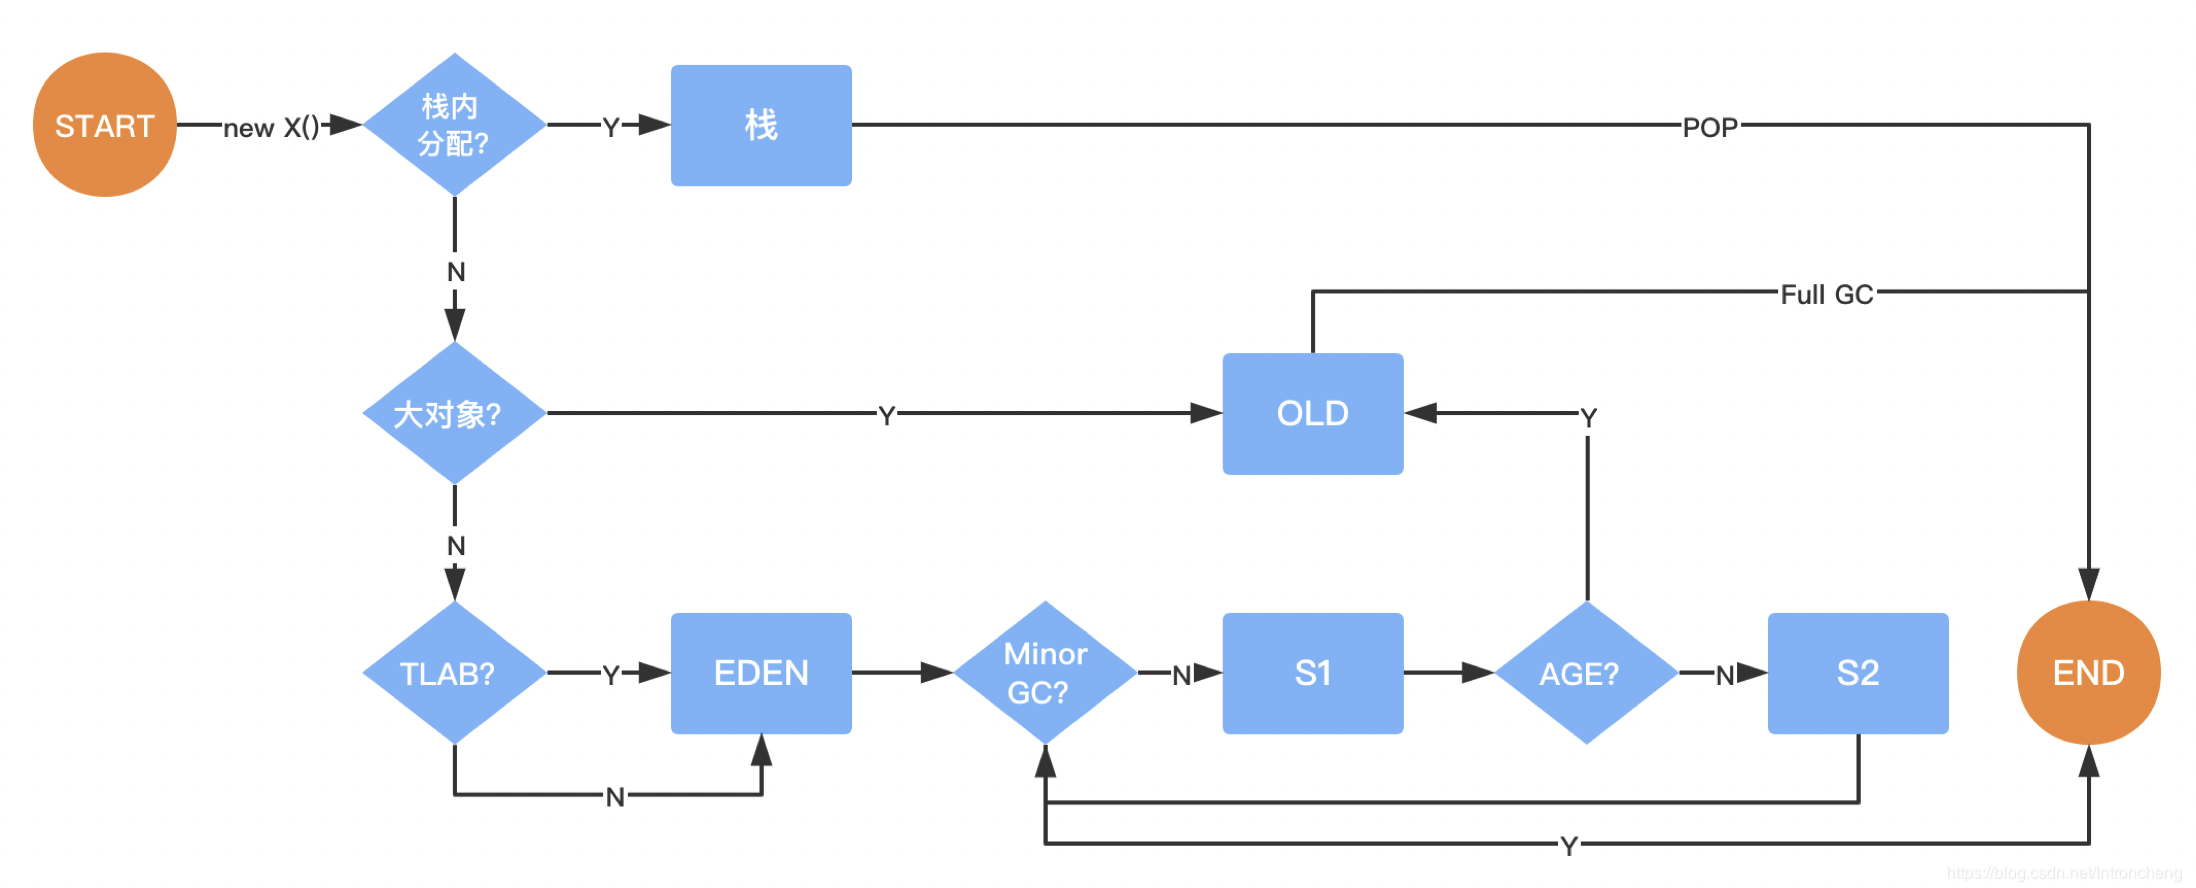 START
new X()
栈内
分配?
Y
栈
POP
N
Full GC
大对象?
Y
OLD
Y
N
TLAB?
Y
EDEN
Minor
GC?
N
S1
AGE?
N
S2
END
N
Y
https://blog.csdn.net/Introncheng